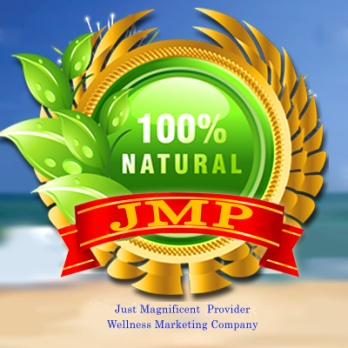 100%
NATURAL
JMP
Just Magnificent Provider
Wellness Marketing Company